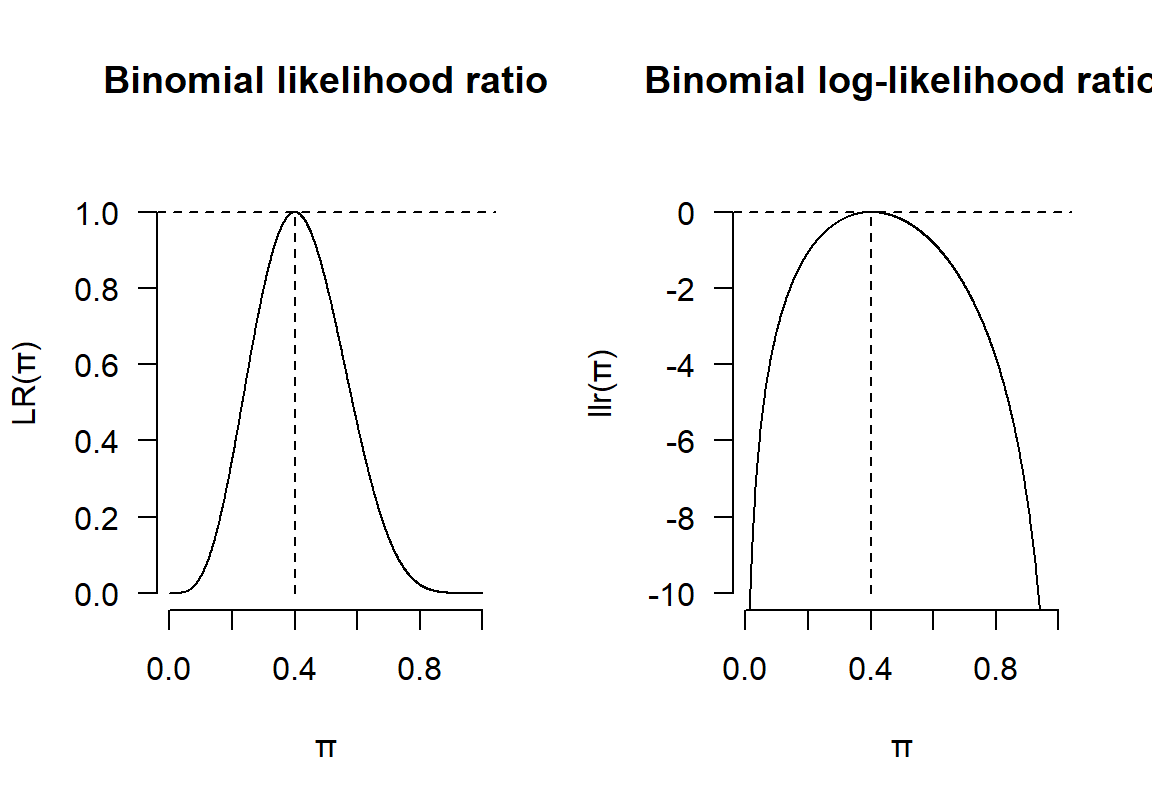 Binomial likelihood ratio
LR(π)
1.0
0.8
0.6
0.4
0.2
0.0
0.0 0.4 0.8
π
Binomial log-likelihood ratio
llr(π)
0
-2
-4
-6
-8
-10
0.0 0.4 0.8
π